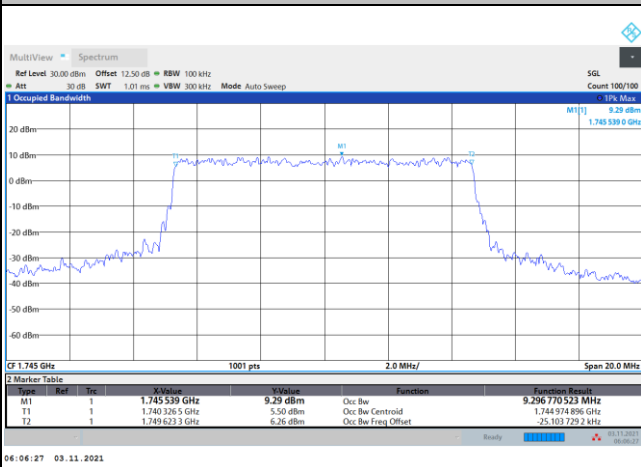 MultiView Spectrum
Ref Level 30.00 dBm Offset 12.50 dB RBW 100 kHz SGL
Att 30 dB SWT 1.01 ms VBW 300 kHz Mode Auto Sweep Count 100/100
1 Occupied Bandwidth 1Pk Max
M1[1] 9.29 dBm
1.745 539 0 GHz
20 dBm
M1
10 dBm
T1
T2
0 dBm
-10 dBm
-20 dBm
-30 dBm
-40 dBm
-50 dBm
-60 dBm
CF 1.745 GHz 1001 pts 2.0 MHz/ Span 20.0 MHz
2 Marker Table
Type Ref Trc X-Value Y-Value Function Function Result
M1 1 1.745 539 GHz 9.29 dBm Occ Bw 9.296 770 523 MHz
T1 1 1.740 326 5 GHz 5.50 dBm Occ Bw Centroid 1.744 974 896 GHz
T2 1 1.749 623 3 GHz 6.26 dBm Occ Bw Freq Offset -25.103 729 2 kHz
Ready 03.11.2021
06:06:27
06:06:27 03.11.2021